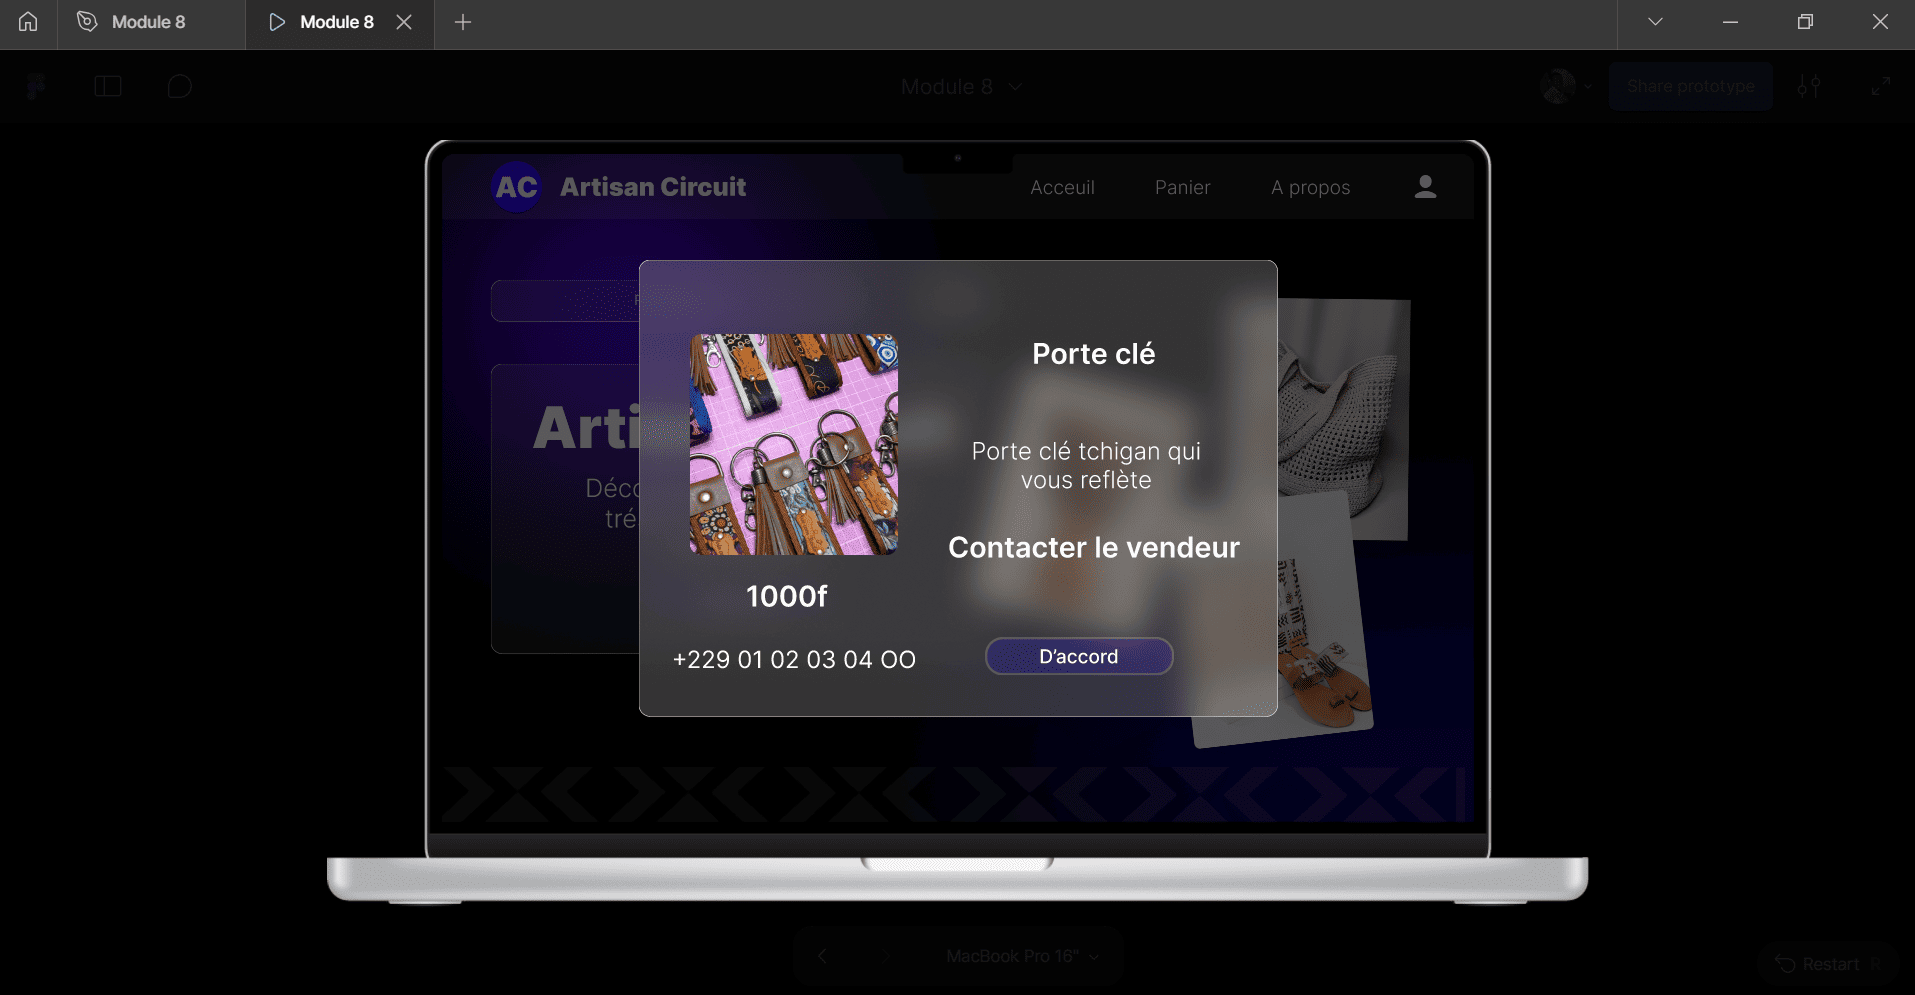 Module 8
Module 8
Module 8
Share prototype
AC Artisan Circuit
Acceuil
Panier
A propos
Arti
Déco
tré
Porte clé
Porte clé tchigan qui
vous reflète
Contacter le vendeur
1000f
+229 01 02 03 04 OO
D'accord
MacBook Pro 16"
Restart R